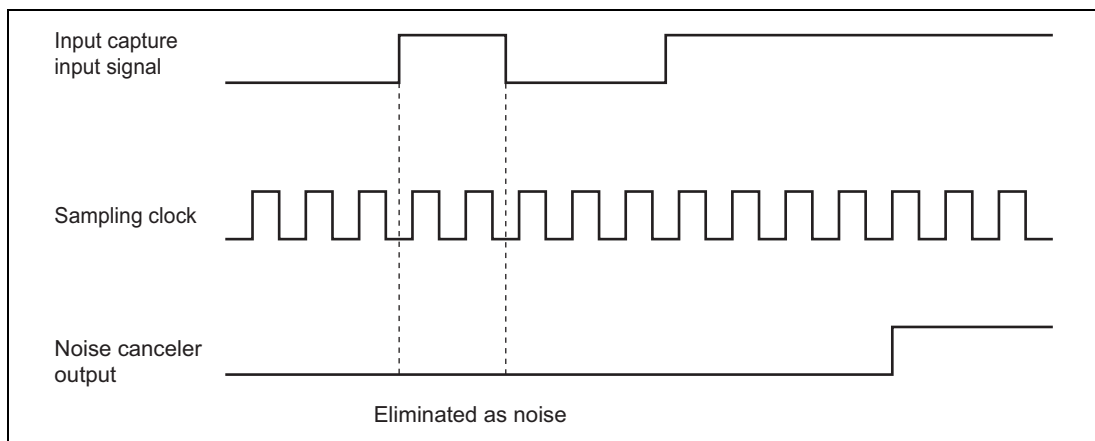 Input capture
input signal
Sampling clock
Noise canceler
output
Eliminated as noise